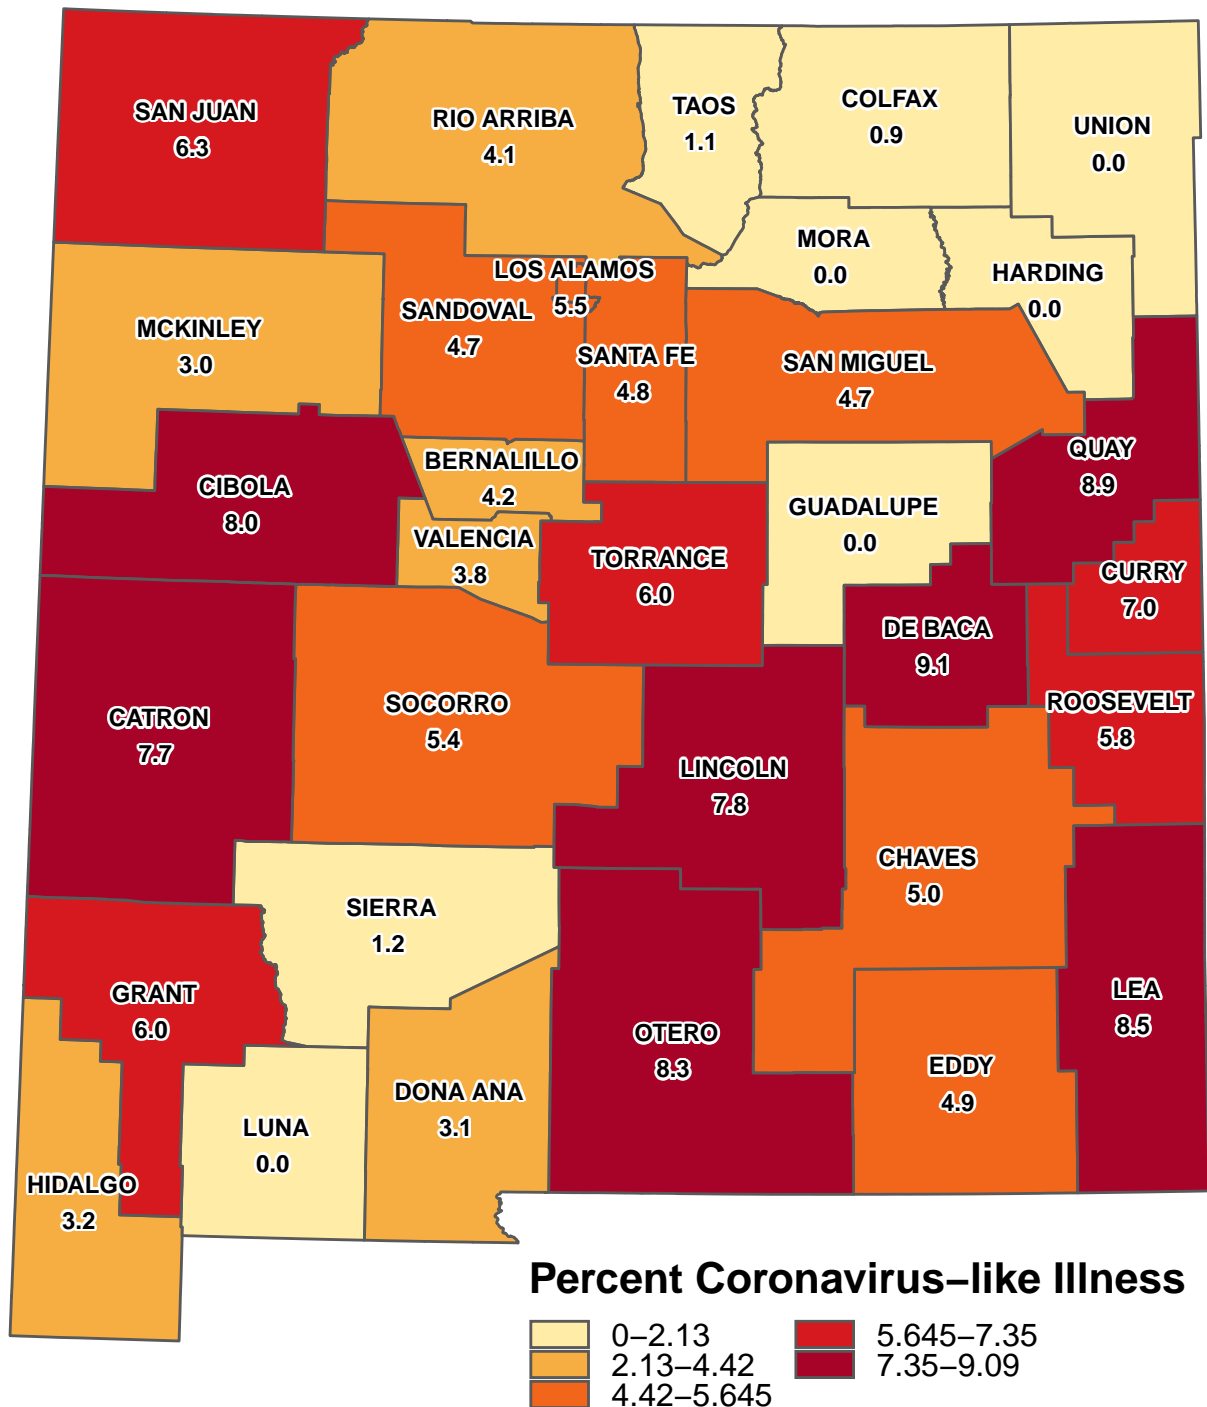 SAN JUAN
6.3
RIO ARRIBA
4.1
TAOS
1.1
COLFAX
0.9
UNION
0.0
MORA
0.0
HARDING
0.0
LOS ALAMOS
5.5
SANDOVAL
4.7
MCKINLEY
3.0
SANTA FE
4.8
SAN MIGUEL
4.7
QUAY
8.9
BERNALILLO
4.2
CIBOLA
8.0
GUADALUPE
0.0
VALENCIA
3.8
TORRANCE
6.0
CURRY
7.0
DE BACA
9.1
CATRON
7.7
SOCORRO
5.4
ROOSEVELT
5.8
LINCOLN
7.8
CHAVES
5.0
SIERRA
1.2
GRANT
6.0
LEA
8.5
OTERO
8.3
EDDY
4.9
DONA ANA
3.1
LUNA
0.0
HIDALGO
3.2
Percent Coronavirus−like Illness
0−2.13
2.13−4.42
4.42−5.645
5.645−7.35
7.35−9.09